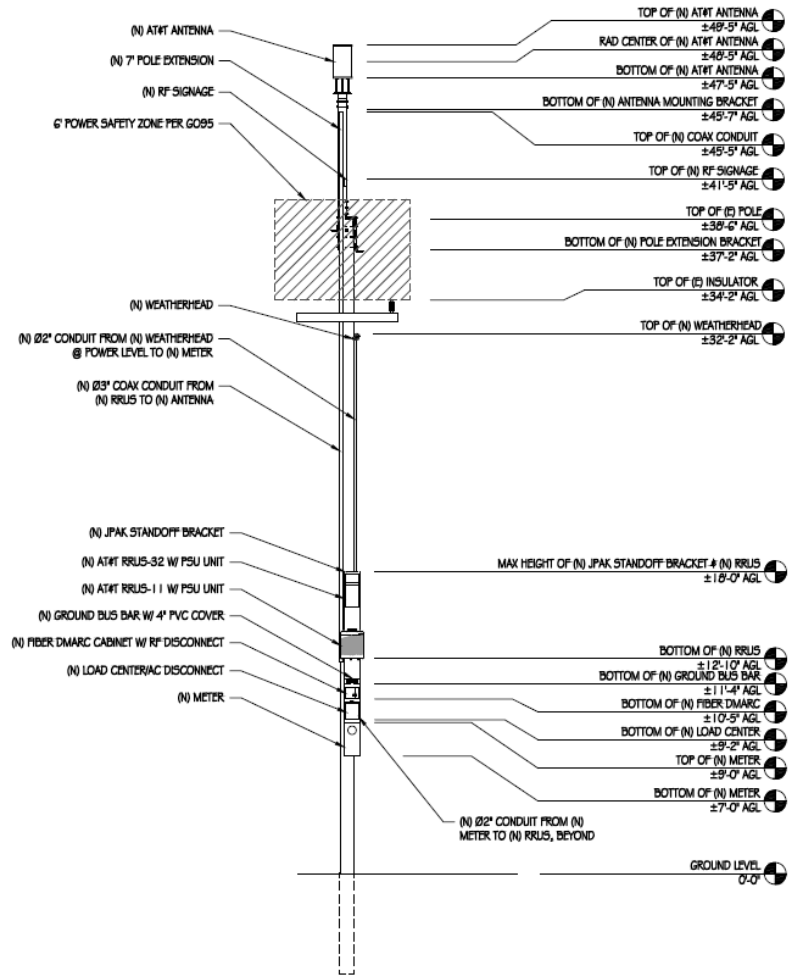 (N) AT&T ANTENNA
(N) 7' POLE EXTENSION
(N) RF SIGNAGE
6' POWER SAFETY ZONE PER GO95
(N) WEATHERHEAD
(N) Ø2" CONDUIT FROM (N) WEATHERHEAD
@ POWER LEVEL TO (N) METER
(N) Ø3" COAX CONDUIT FROM
(N) RRUS TO (N) ANTENNA
(N) JPAK STANDOFF BRACKET
(N) AT&T RRUS-32 W/ PSU UNIT
(N) AT&T RRUS-11 W/ PSU UNIT
(N) GROUND BUS BAR W/ 4" PVC COVER
(N) FIBER DMARC CABINET W/ RF DISCONNECT
(N) LOAD CENTER/AC DISCONNECT
(N) METER
(N) Ø2" CONDUIT FROM (N)
METER TO (N) RRUS, BEYOND
TOP OF (N) AT&T ANTENNA
±49'-5" AGL
RAD CENTER OF (N) AT&T ANTENNA
±48'-5" AGL
BOTTOM OF (N) AT&T ANTENNA
±47'-5" AGL
BOTTOM OF (N) ANTENNA MOUNTING BRACKET
±45'-7" AGL
TOP OF (N) COAX CONDUIT
±45'-5" AGL
TOP OF (N) RF SIGNAGE
±41'-5" AGL
TOP OF (E) POLE
±38'-6" AGL
BOTTOM OF (N) POLE EXTENSION BRACKET
±37'-2" AGL
TOP OF (E) INSULATOR
±34'-2" AGL
TOP OF (N) WEATHERHEAD
±32'-2" AGL
MAX HEIGHT OF (N) JPAK STANDOFF BRACKET & (N) RRUS
±18'-0" AGL
BOTTOM OF (N) RRUS
±12'-10" AGL
BOTTOM OF (N) GROUND BUS BAR
±11'-4" AGL
BOTTOM OF (N) FIBER DMARC
±10'-5" AGL
BOTTOM OF (N) LOAD CENTER
±9'-2" AGL
TOP OF (N) METER
±9'-0" AGL
BOTTOM OF (N) METER
±7'-0" AGL
GROUND LEVEL
0'-0"